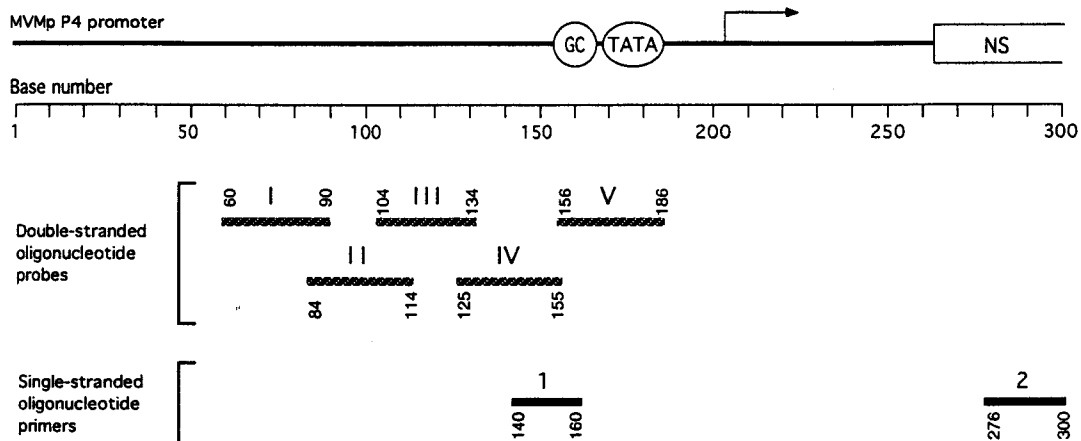 MVMp P4 promoter
GC TATA NS
Base number
1 50 100 150 200 250 300
60 I 90 104 III 134 156 V 186
Double-stranded
oligonucleotide
probes
II IV
84 114 125 155
Single-stranded
oligonucleotide
primers
1 2
140 160 276 300